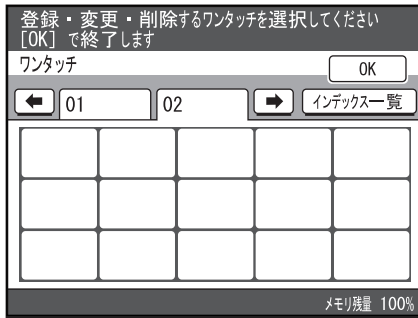 登録・変更・削除するワンタッチを選択してください
[OK] で終了します
ワンタッチ
OK
01
02
インデックス一覧
メモリ残量 100%